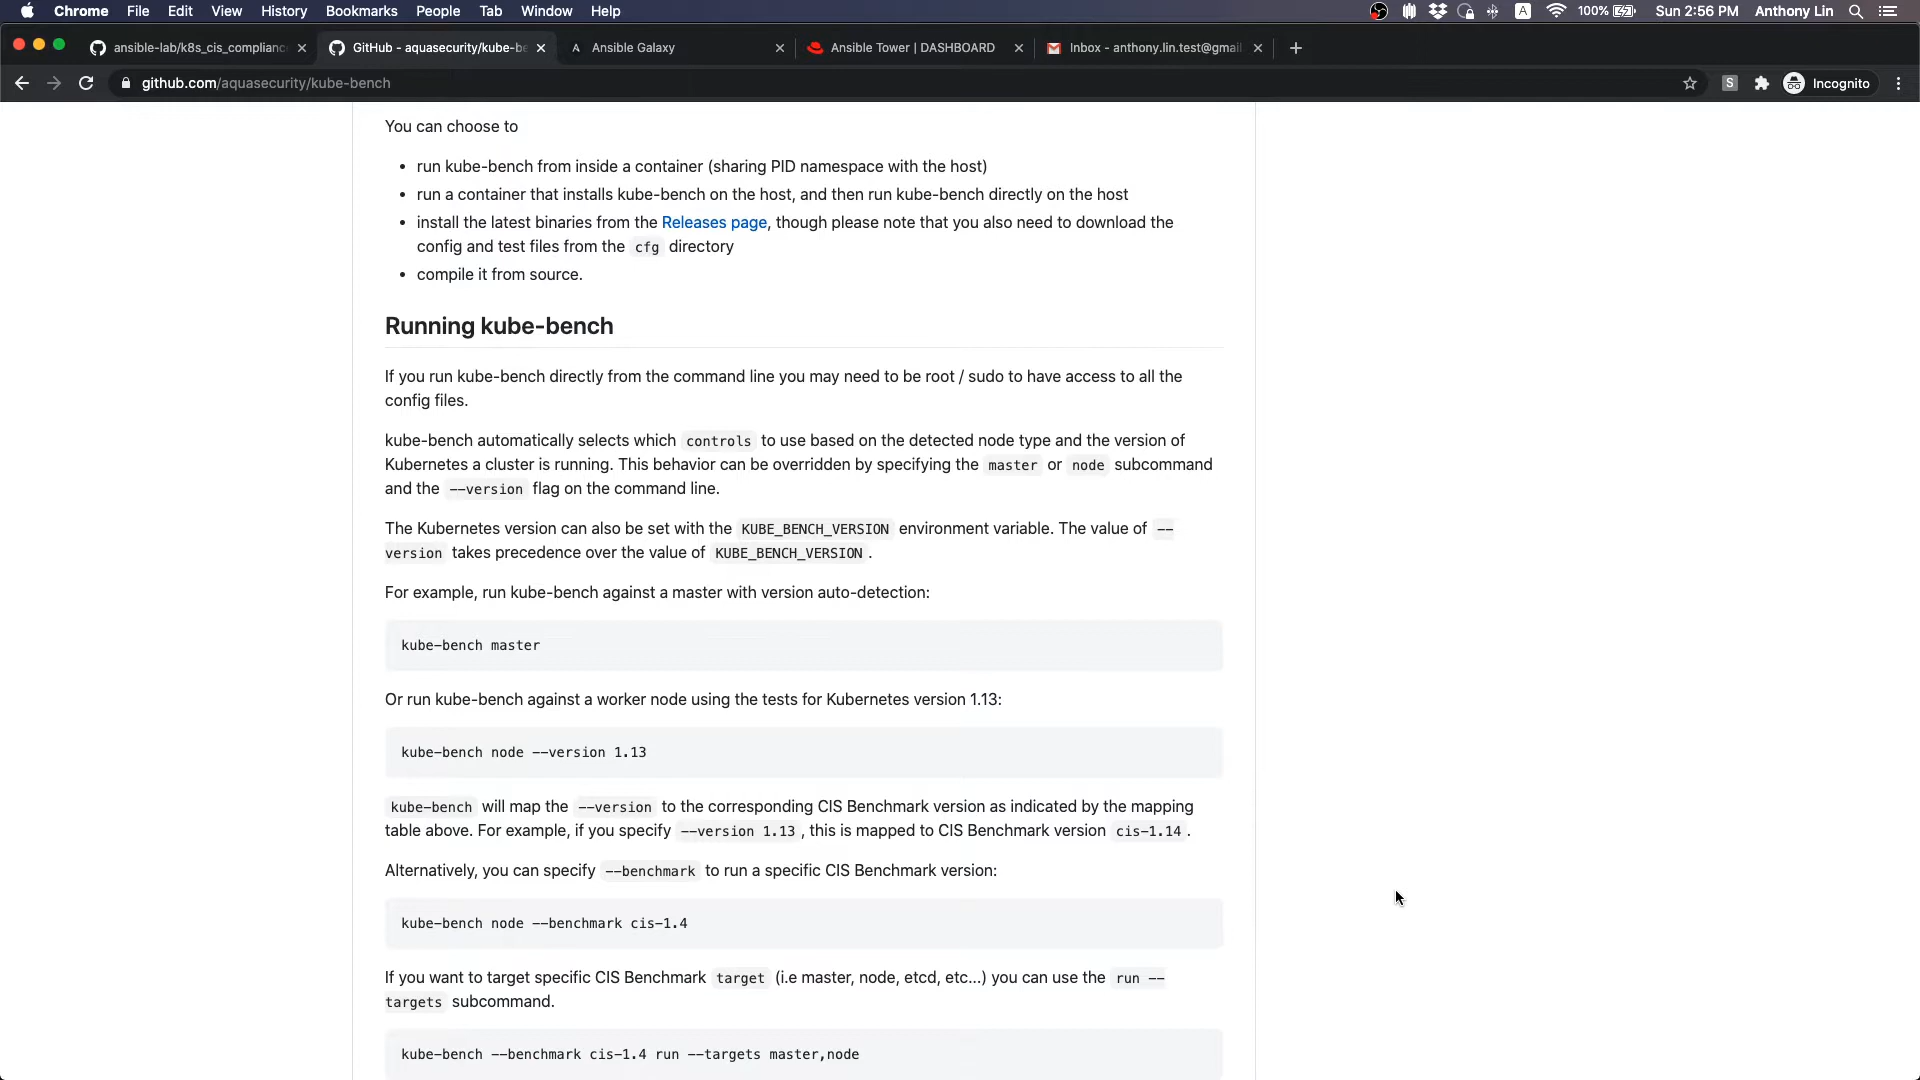 Chrome File Edit View History Bookmarks People Tab Window Help A 100% Sun 2:56 PM Anthony Lin
ansible-lab/k8s_cis_complianc GitHub - aquasecurity/kube-be A Ansible Galaxy Ansible Tower | DASHBOARD Inbox - anthony.lin.test@gmail
github.com/aquasecurity/kube-bench S Incognito
You can choose to
• run kube-bench from inside a container (sharing PID namespace with the host)
• run a container that installs kube-bench on the host, and then run kube-bench directly on the host
• install the latest binaries from the Releases page, though please note that you also need to download the
config and test files from the cfg directory
• compile it from source.
Running kube-bench
If you run kube-bench directly from the command line you may need to be root / sudo to have access to all the
config files.
kube-bench automatically selects which controls to use based on the detected node type and the version of
Kubernetes a cluster is running. This behavior can be overridden by specifying the master or node subcommand
and the --version flag on the command line.
The Kubernetes version can also be set with the KUBE_BENCH_VERSION environment variable. The value of --
version takes precedence over the value of KUBE_BENCH_VERSION .
For example, run kube-bench against a master with version auto-detection:
kube-bench master
Or run kube-bench against a worker node using the tests for Kubernetes version 1.13:
kube-bench node --version 1.13
kube-bench will map the --version to the corresponding CIS Benchmark version as indicated by the mapping
table above. For example, if you specify --version 1.13 , this is mapped to CIS Benchmark version cis-1.14 .
Alternatively, you can specify --benchmark to run a specific CIS Benchmark version:
kube-bench node --benchmark cis-1.4
If you want to target specific CIS Benchmark target (i.e master, node, etcd, etc...) you can use the run --
targets subcommand.
kube-bench --benchmark cis-1.4 run --targets master,node